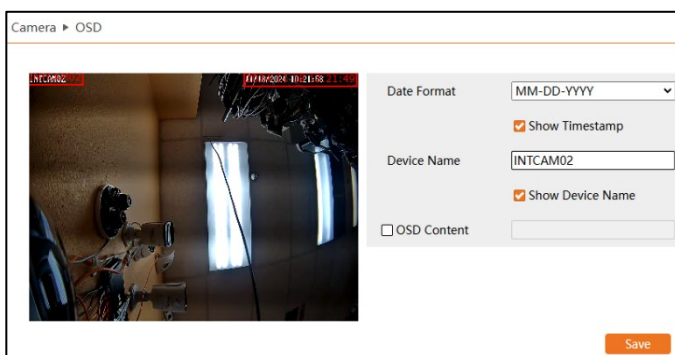 Camera ▸ OSD
INTCAM02
Date Format
MM-DD-YYYY
Show Timestamp
Device Name
INTCAM02
Show Device Name
OSD Content
Save